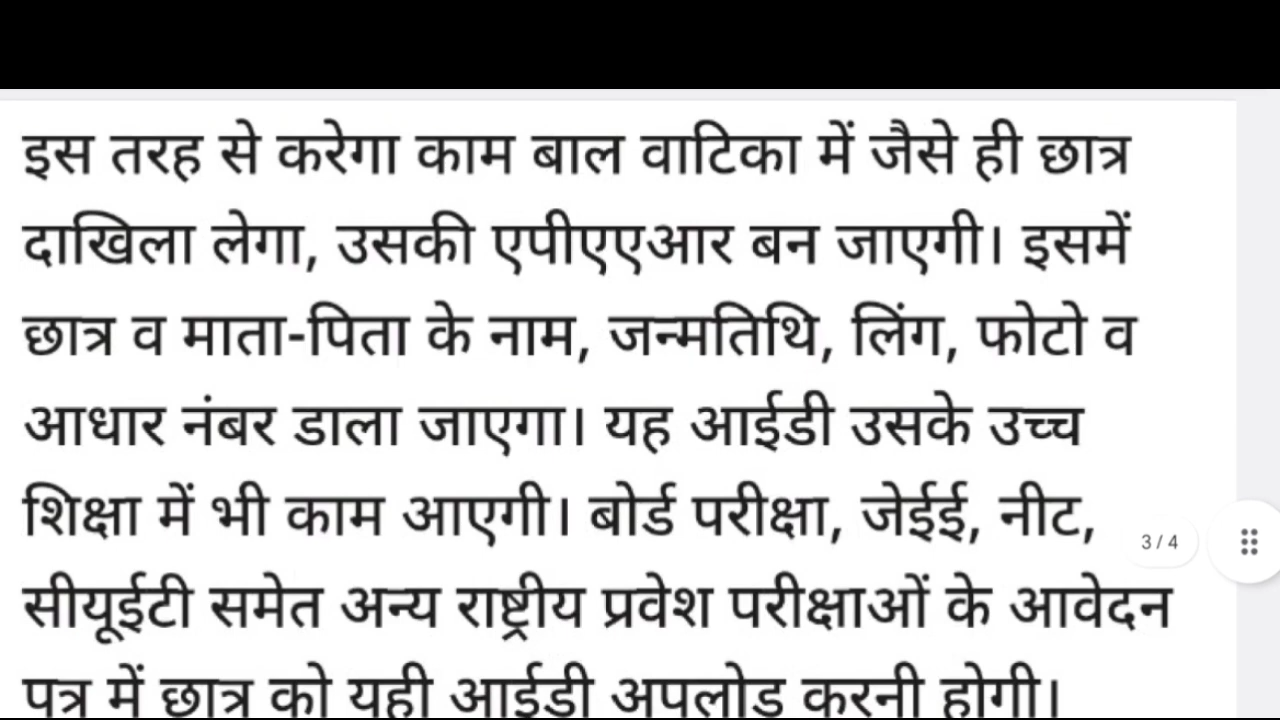 इस तरह से करेगा काम बाल वाटिका में जैसे ही छात्र
दाखिला लेगा, उसकी एपीएएआर बन जाएगी। इसमें
छात्र व माता-पिता के नाम, जन्मतिथि, लिंग, फोटो व
आधार नंबर डाला जाएगा। यह आईडी उसके उच्च
शिक्षा में भी काम आएगी। बोर्ड परीक्षा, जेईई, नीट,
3 / 4
सीयूईटी समेत अन्य राष्ट्रीय प्रवेश परीक्षाओं के आवेदन
पत्र में छात्र को यही आईडी अपलोड करनी होगी।